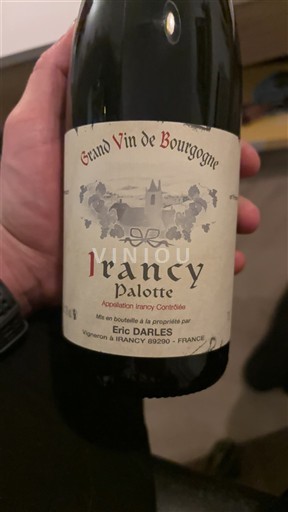 Grand Vin de Bourgogne
VINIOU
Irancy
Palotte
Appellation Irancy Contrôlée
Mis en bouteille à la propriété par
Eric DARLES
Vigneron à IRANCY 89290 - FRANCE